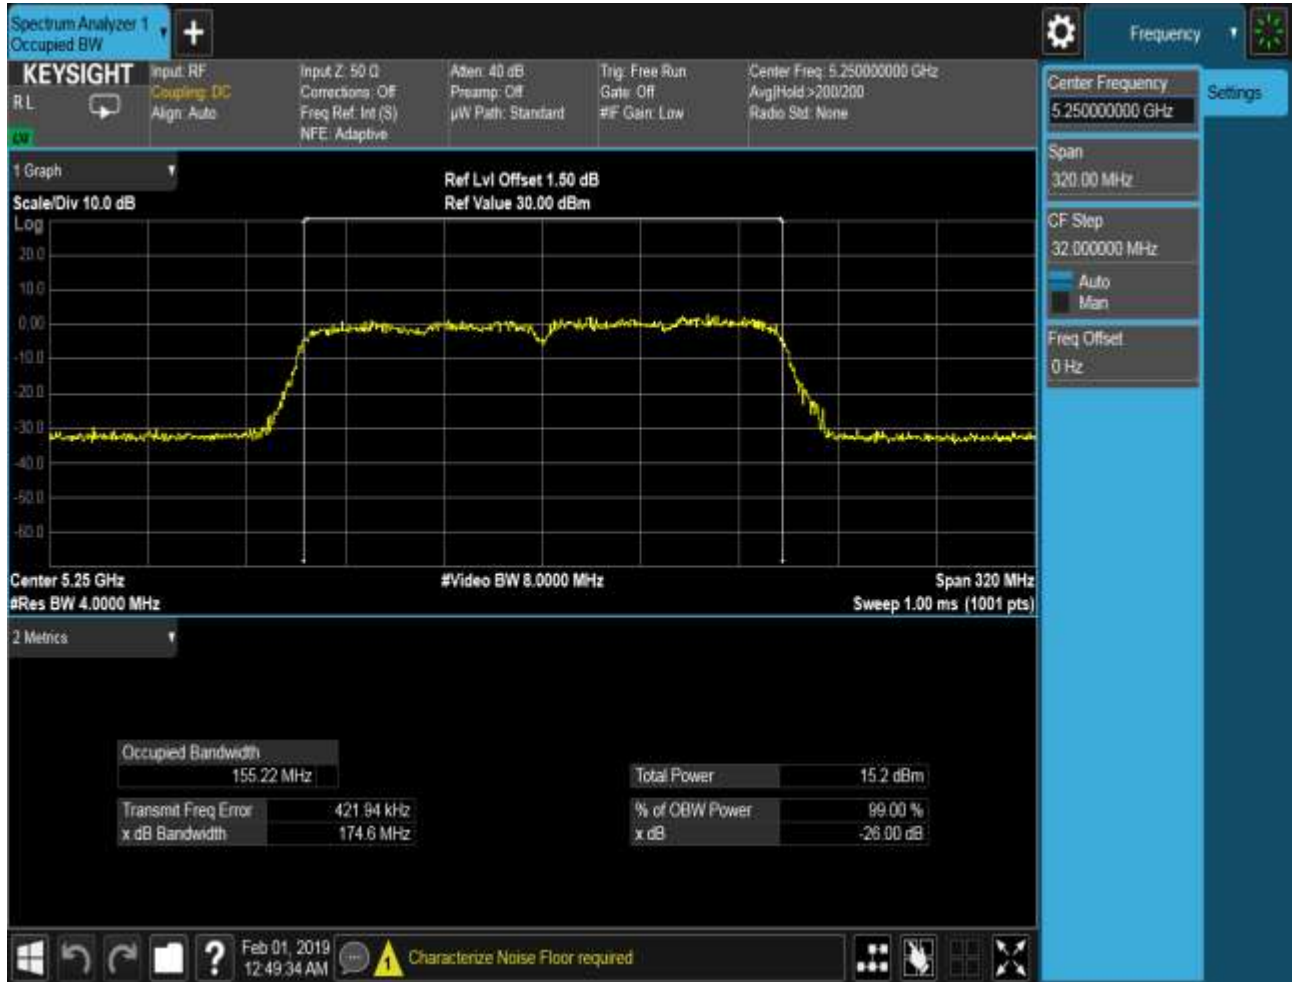 Spectrum Analyzer 1
Occupied BW
+
Frequency
KEYSIGHT
R L
Input: RF
Coupling: DC
Align: Auto
Input Z: 50 Ω
Corrections: Off
Freq Ref: Int (S)
NFE: Adaptive
Atten: 40 dB
Preamp: Off
µW Path: Standard
Trig: Free Run
Gate: Off
#IF Gain: Low
Center Freq: 5.250000000 GHz
Avg|Hold:>200/200
Radio Std: None
Center Frequency
5.250000000 GHz
Settings
Span
320.00 MHz
CF Step
32.000000 MHz
Auto
Man
Freq Offset
0 Hz
1 Graph
Scale/Div 10.0 dB
Ref Lvl Offset 1.50 dB
Ref Value 30.00 dBm
Log
20.0
10.0
0.00
-10.0
-20.0
-30.0
-40.0
-50.0
-60.0
Center 5.25 GHz
#Res BW 4.0000 MHz
#Video BW 8.0000 MHz
Span 320 MHz
Sweep 1.00 ms (1001 pts)
2 Metrics
Occupied Bandwidth
155.22 MHz
Transmit Freq Error 421.94 kHz
x dB Bandwidth 174.6 MHz
Total Power 15.2 dBm
% of OBW Power 99.00 %
x dB -26.00 dB
?
Feb 01, 2019
12:49:34 AM
1
Characterize Noise Floor required